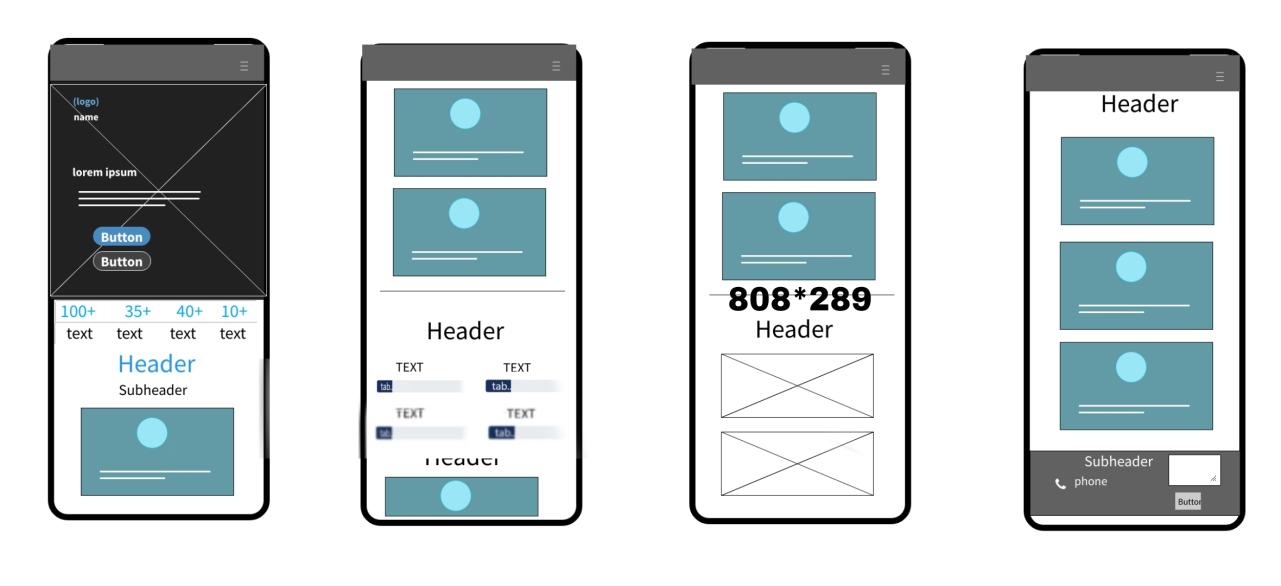 (logo)
name
lorem ipsum
Button
Button
100+ 35+ 40+ 10+
text text text text
Header
Subheader
Header
TEXT TEXT
tab. tab.
TEXT TEXT
tab. tab.
Header
808*289
Header
Header
Subheader
phone
Button